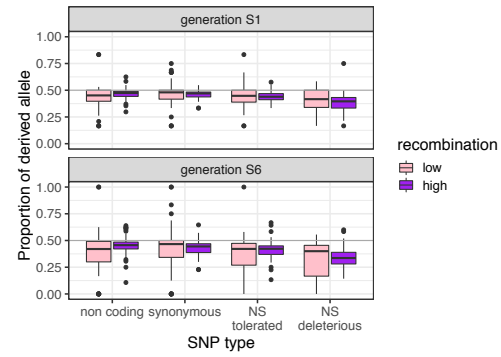 generation S1
1.00
0.75
0.50
0.25
0.00
generation S6
1.00
0.75
0.50
0.25
0.00
Proportion of derived allele
non coding
synonymous
NS
tolerated
NS
deleterious
SNP type
recombination
low
high